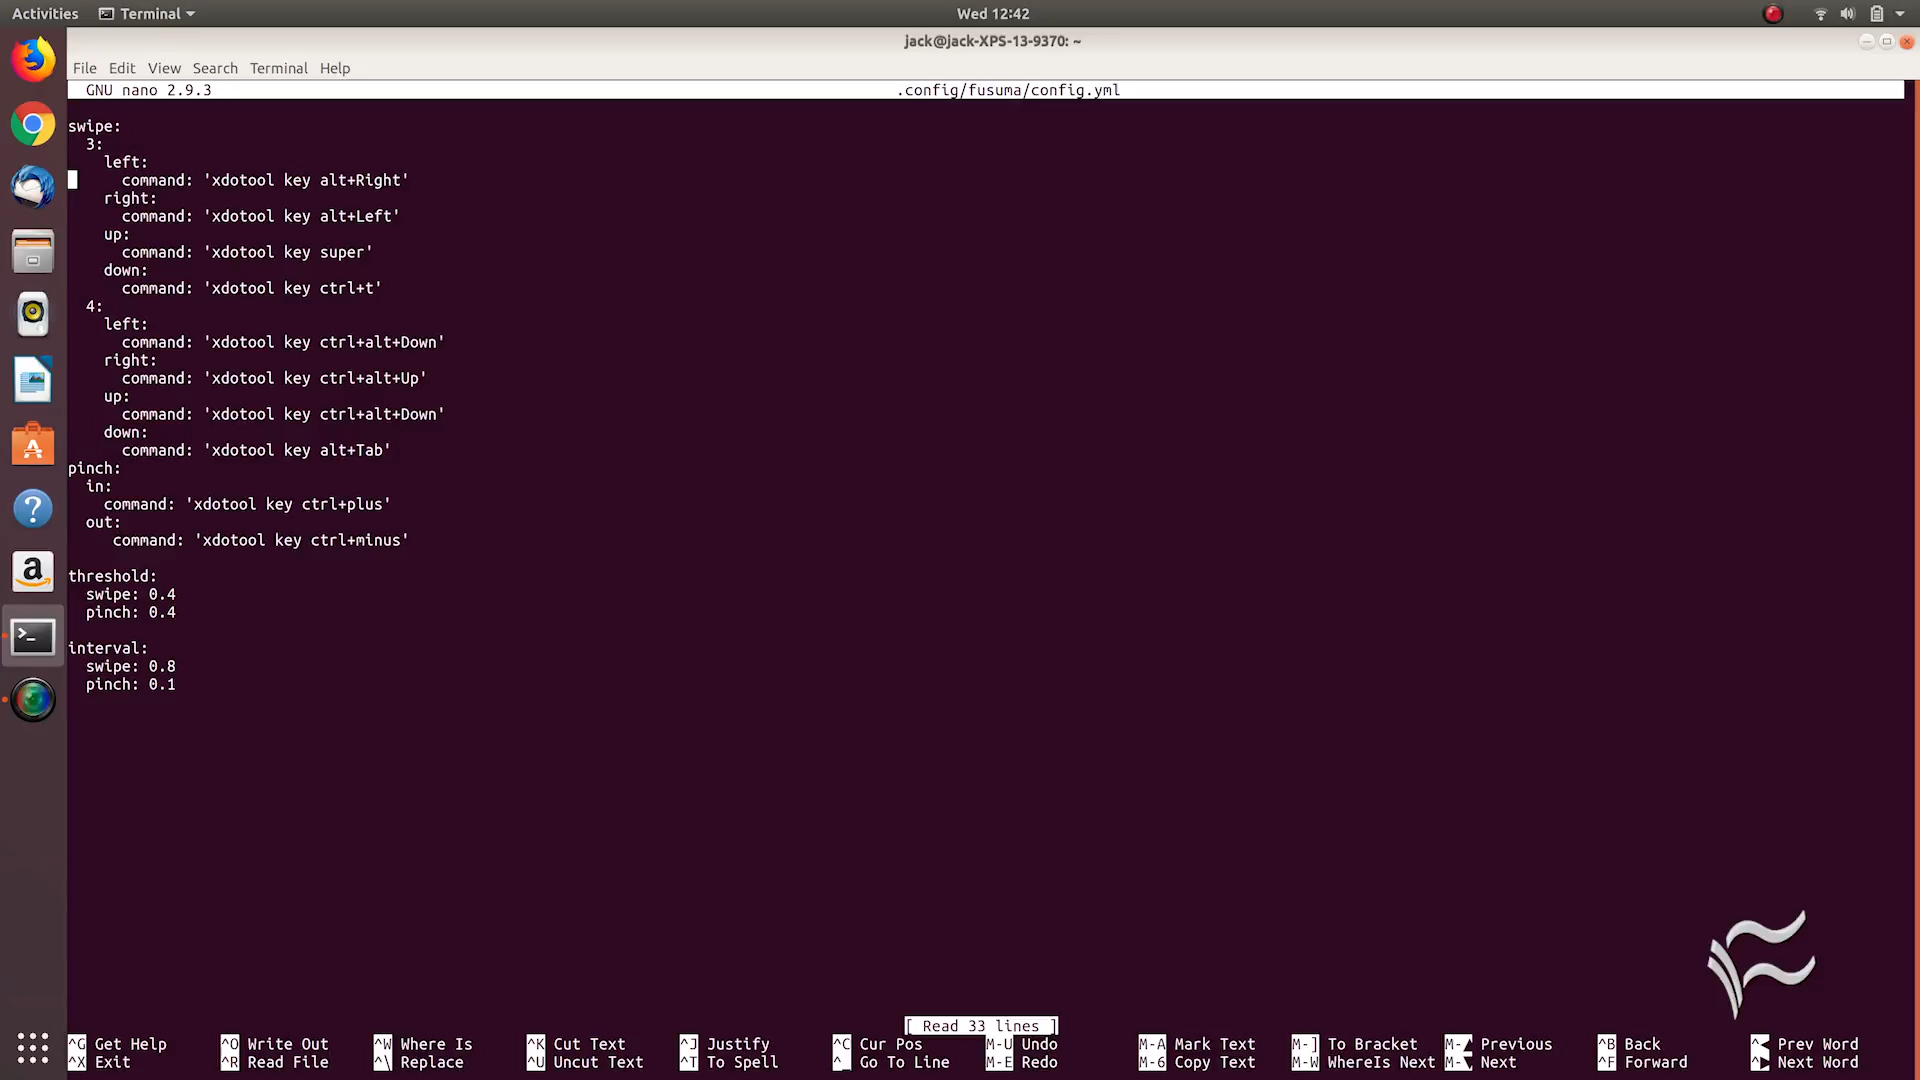 Activities Terminal Wed 12:42
jack@jack-XPS-13-9370: ~
File Edit View Search Terminal Help
GNU nano 2.9.3 .config/fusuma/config.yml
swipe:
  3:
    left:
      command: 'xdotool key alt+Right'
    right:
      command: 'xdotool key alt+Left'
    up:
      command: 'xdotool key super'
    down:
      command: 'xdotool key ctrl+t'
  4:
    left:
      command: 'xdotool key ctrl+alt+Down'
    right:
      command: 'xdotool key ctrl+alt+Up'
    up:
      command: 'xdotool key ctrl+alt+Down'
    down:
      command: 'xdotool key alt+Tab'
pinch:
  in:
    command: 'xdotool key ctrl+plus'
  out:
     command: 'xdotool key ctrl+minus'
threshold:
  swipe: 0.4
  pinch: 0.4
interval:
  swipe: 0.8
  pinch: 0.1
[ Read 33 lines ]
^G Get Help ^O Write Out ^W Where Is ^K Cut Text ^J Justify ^C Cur Pos M-U Undo M-A Mark Text M-] To Bracket M-▲ Previous ^B Back ^◀ Prev Word
^X Exit ^R Read File ^\ Replace ^U Uncut Text ^T To Spell ^_ Go To Line M-E Redo M-6 Copy Text M-W WhereIs Next M-▼ Next ^F Forward ^▶ Next Word